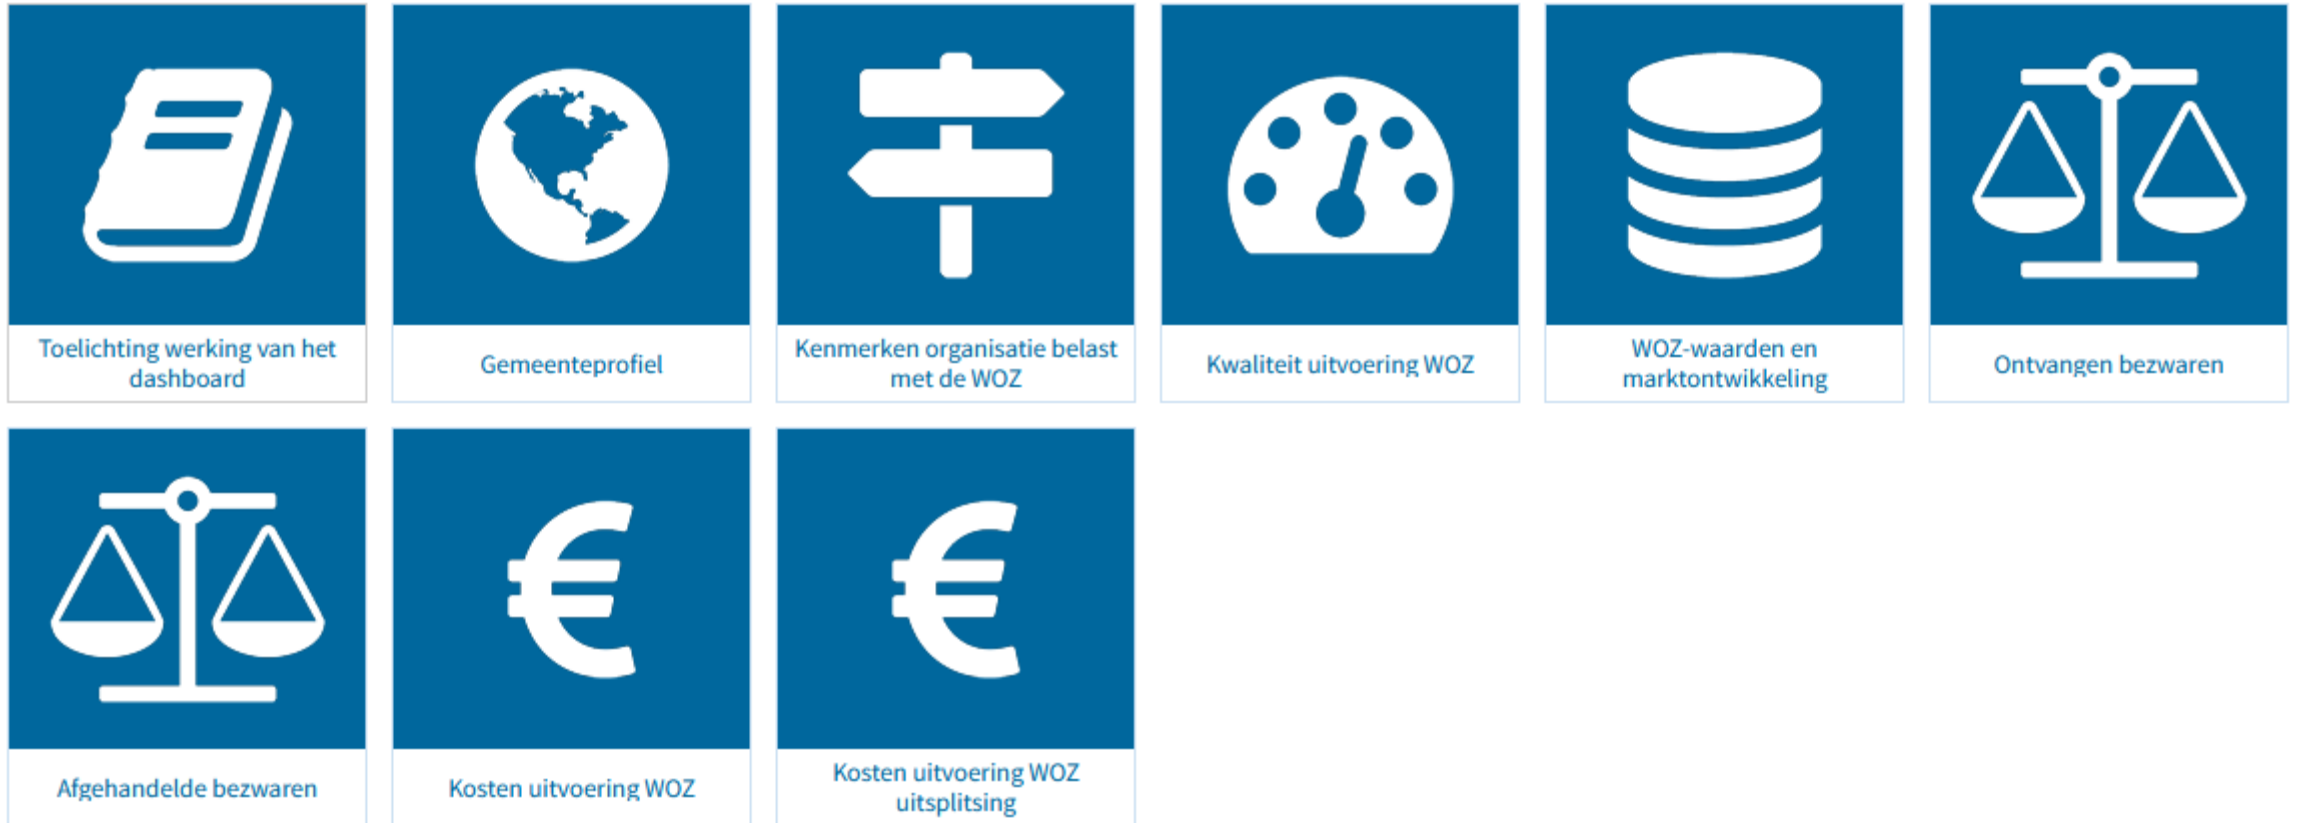 Toelichting werking van het
dashboard
Gemeenteprofiel
Kenmerken organisatie belast
met de WOZ
Kwaliteit uitvoering WOZ
WOZ-waarden en
marktontwikkeling
Ontvangen bezwaren
Afgehandelde bezwaren
Kosten uitvoering WOZ
Kosten uitvoering WOZ
uitsplitsing